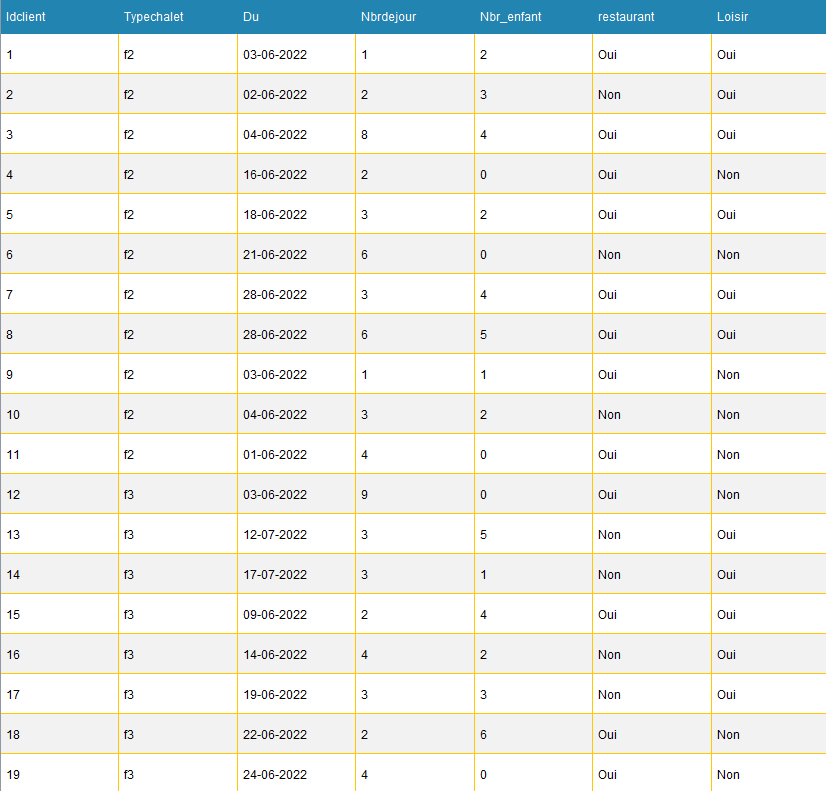 Idclient Typechalet Du Nbrdejour Nbr_enfant restaurant Loisir
1 f2 03-06-2022 1 2 Oui Oui
2 f2 02-06-2022 2 3 Non Oui
3 f2 04-06-2022 8 4 Oui Oui
4 f2 16-06-2022 2 0 Oui Non
5 f2 18-06-2022 3 2 Oui Oui
6 f2 21-06-2022 6 0 Non Non
7 f2 28-06-2022 3 4 Oui Oui
8 f2 28-06-2022 6 5 Oui Oui
9 f2 03-06-2022 1 1 Oui Non
10 f2 04-06-2022 3 2 Non Non
11 f2 01-06-2022 4 0 Oui Non
12 f3 03-06-2022 9 0 Oui Non
13 f3 12-07-2022 3 5 Non Oui
14 f3 17-07-2022 3 1 Non Oui
15 f3 09-06-2022 2 4 Oui Oui
16 f3 14-06-2022 4 2 Non Oui
17 f3 19-06-2022 3 3 Non Oui
18 f3 22-06-2022 2 6 Oui Non
19 f3 24-06-2022 4 0 Oui Non